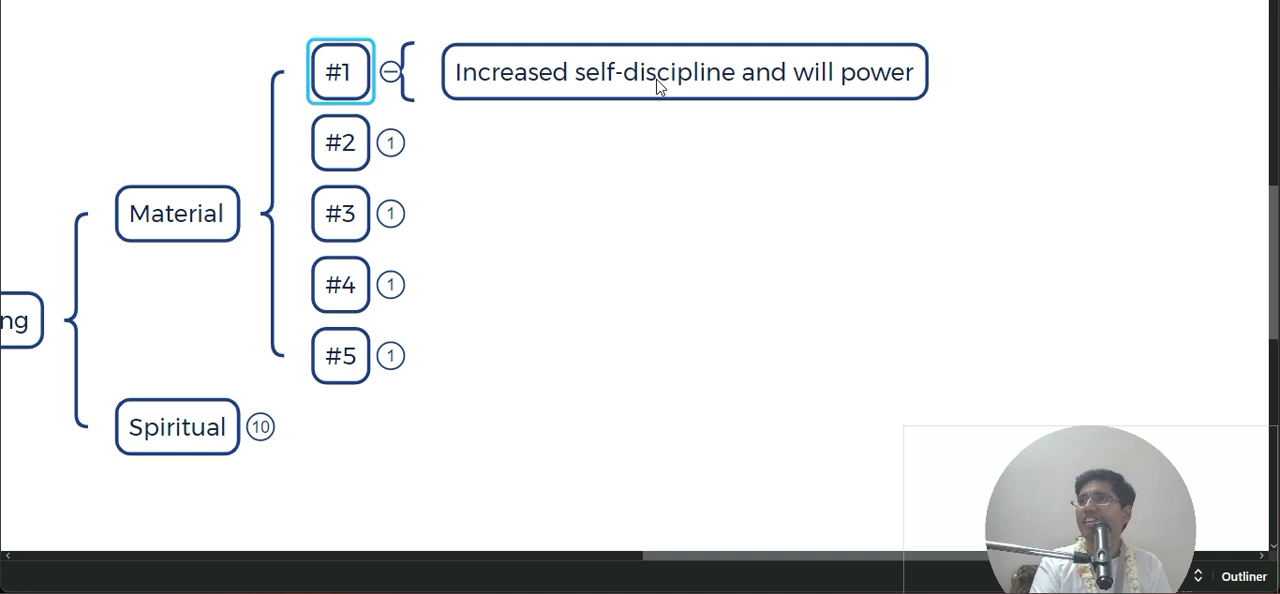 #1
Increased self-discipline and will power
#2 1
Material
#3 1
#4 1
ng
#5 1
Spiritual 10
Outliner